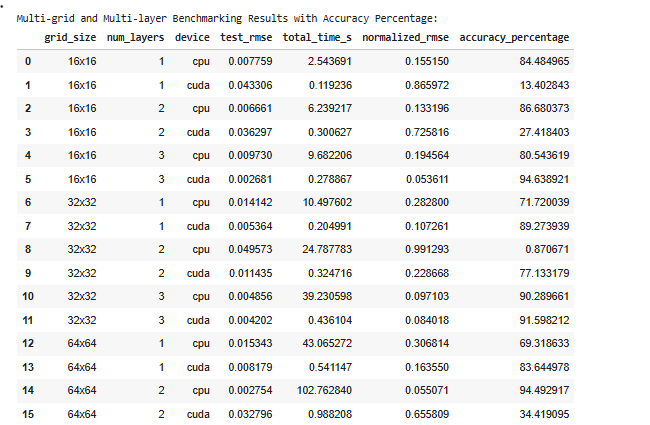 Multi-grid and Multi-layer Benchmarking Results with Accuracy Percentage:
grid_size num_layers device test_rmse total_time_s normalized_rmse accuracy_percentage
0 16x16 1 cpu 0.007759 2.543691 0.155150 84.484965
1 16x16 1 cuda 0.043306 0.119236 0.865972 13.402843
2 16x16 2 cpu 0.006661 6.239217 0.133196 86.680373
3 16x16 2 cuda 0.036297 0.300627 0.725816 27.418403
4 16x16 3 cpu 0.009730 9.682206 0.194564 80.543619
5 16x16 3 cuda 0.002681 0.278867 0.053611 94.638921
6 32x32 1 cpu 0.014142 10.497602 0.282800 71.720039
7 32x32 1 cuda 0.005364 0.204991 0.107261 89.273939
8 32x32 2 cpu 0.049573 24.787783 0.991293 0.870671
9 32x32 2 cuda 0.011435 0.324716 0.228668 77.133179
10 32x32 3 cpu 0.004856 39.230598 0.097103 90.289661
11 32x32 3 cuda 0.004202 0.436104 0.084018 91.598212
12 64x64 1 cpu 0.015343 43.065272 0.306814 69.318633
13 64x64 1 cuda 0.008179 0.541147 0.163550 83.644978
14 64x64 2 cpu 0.002754 102.762840 0.055071 94.492917
15 64x64 2 cuda 0.032796 0.988208 0.655809 34.419095